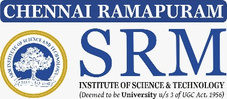 CHENNAI RAMAPURAM
SRM
INSTITUTE OF SCIENCE & TECHNOLOGY
(Deemed to be University u/s 3 of UGC Act. 1956)